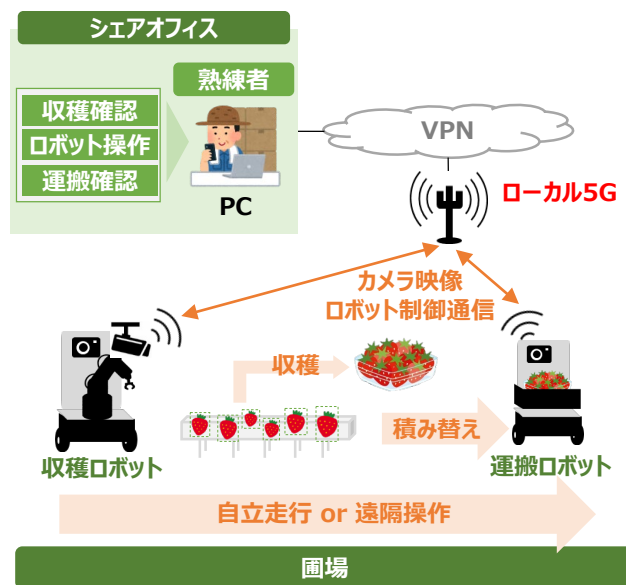 シェアオフィス
熟練者
収穫確認
ロボット操作
運搬確認
PC
VPN
ローカル5G
カメラ映像
ロボット制御通信
収穫
積み替え
収穫ロボット
運搬ロボット
自立走行 or 遠隔操作
圃場